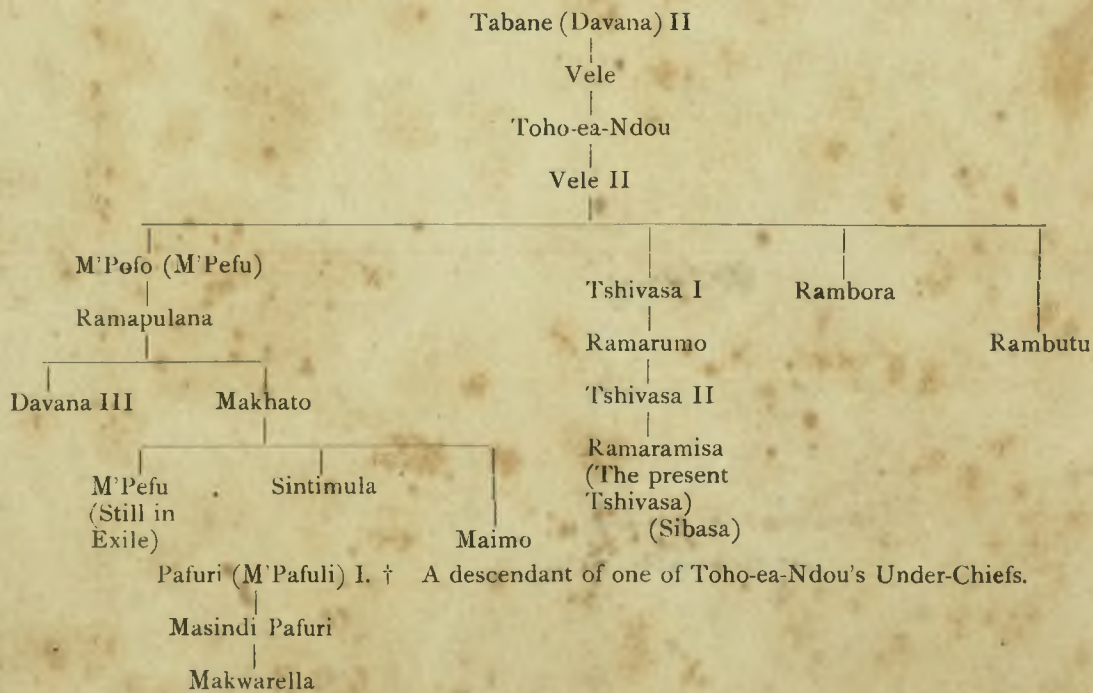 Tabane (Davana) II
Vele
Toho-ea-Ndou
Vele II
M'Pofo (M'Pefu)
Tshivasa I
Rambora
Rambutu
Ramapulana
Ramarumo
Davana III
Makhato
Tshivasa II
M'Pefu
(Still in
Exile)
Sintimula
Maimo
Ramaramisa
(The present
Tshivasa)
(Sibasa)
Pafuri (M'Pafuli) I. † A descendant of one of Toho-ea-Ndou's Under-Chiefs.
Masindi Pafuri
Makwarella